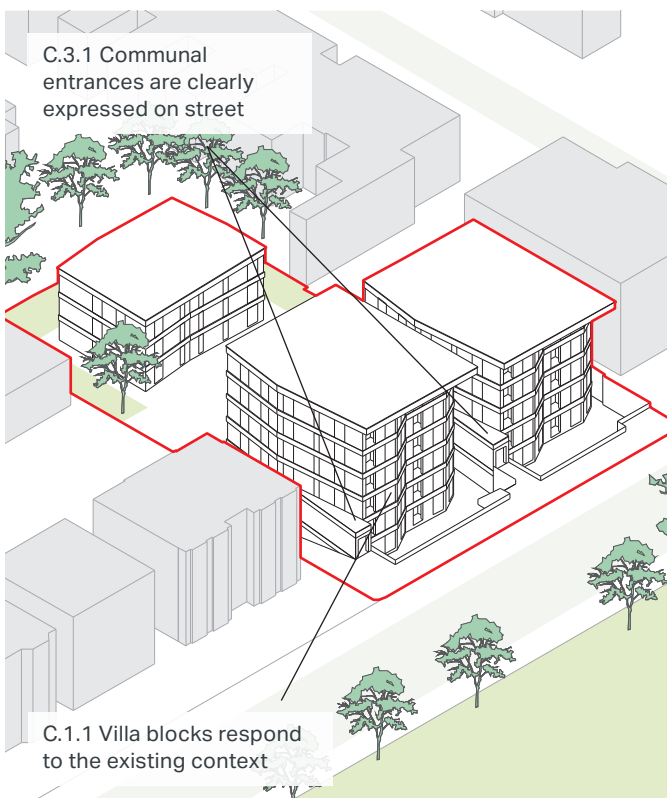 C.3.1 Communal
entrances are clearly
expressed on street
C.1.1 Villa blocks respond
to the existing context